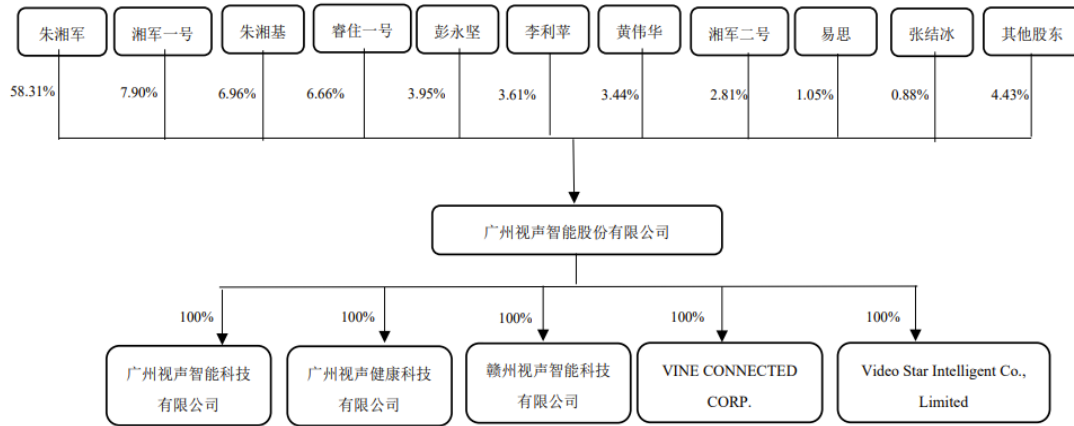 朱湘军 湘军一号 朱湘基 睿住一号 彭永坚 李利苹 黄伟华 湘军二号 易思 张结冰 其他股东
58.31% 7.90% 6.96% 6.66% 3.95% 3.61% 3.44% 2.81% 1.05% 0.88% 4.43%
广州视声智能股份有限公司
100% 100% 100% 100% 100%
广州视声智能科技
有限公司
广州视声健康科技
有限公司
赣州视声智能科技
有限公司
VINE CONNECTED
CORP.
Video Star Intelligent Co.,
Limited